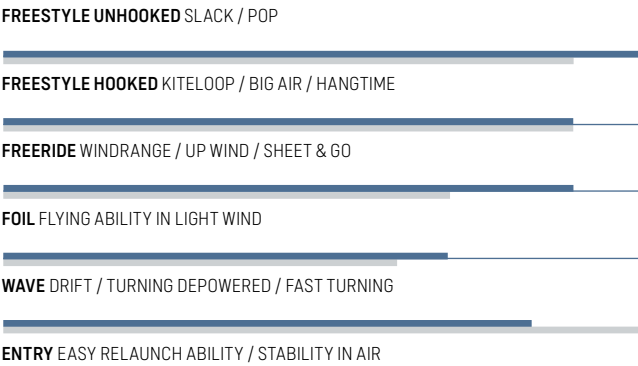 FREESTYLE UNHOOKED SLACK / POP
FREESTYLE HOOKED KITELOOP / BIG AIR / HANGTIME
FREERIDE WINDRANGE / UP WIND / SHEET & GO
FOIL FLYING ABILITY IN LIGHT WIND
WAVE DRIFT / TURNING DEPOWERED / FAST TURNING
ENTRY EASY RELAUNCH ABILITY / STABILITY IN AIR